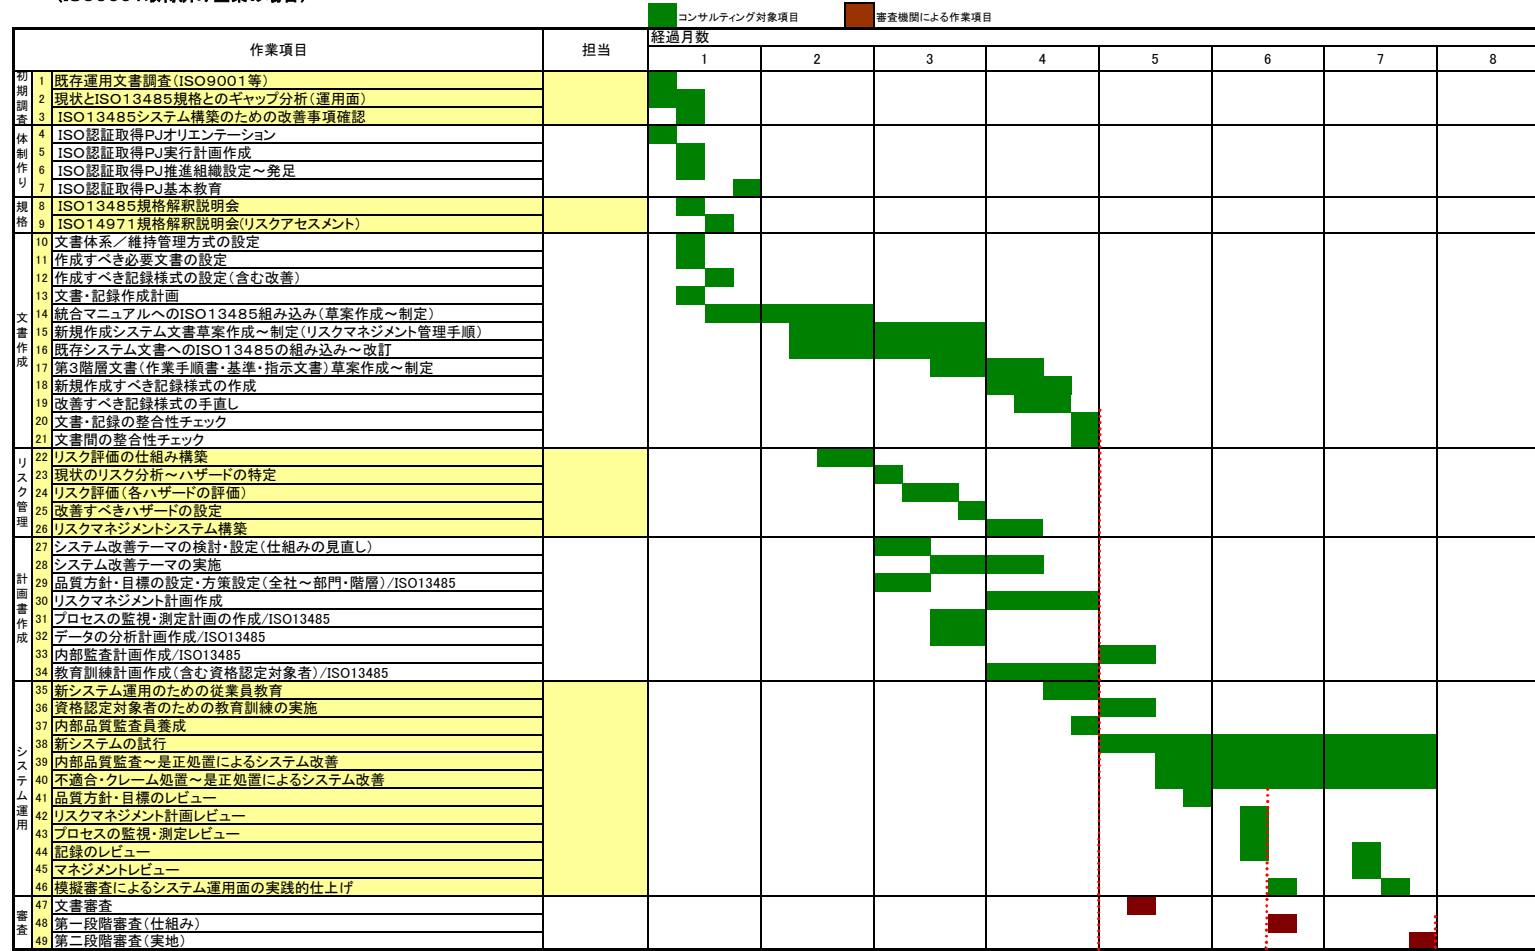 コンサルティング対象項目 審査機関による作業項目
作業項目 担当 経過月数
1 2 3 4 5 6 7 8
初期調査
1 既存運用文書調査(ISO9001等)
2 現状とISO13485規格とのギャップ分析(運用面)
3 ISO13485システム構築のための改善事項確認
体制作り
4 ISO認証取得PJオリエンテーション
5 ISO認証取得PJ実行計画作成
6 ISO認証取得PJ推進組織設定～発足
7 ISO認証取得PJ基本教育
規格
8 ISO13485規格解釈説明会
9 ISO14971規格解釈説明会(リスクアセスメント)
文書作成
10 文書体系／維持管理方式の設定
11 作成すべき必要文書の設定
12 作成すべき記録様式の設定(含む改善)
13 文書・記録作成計画
14 統合マニュアルへのISO13485組み込み(草案作成～制定)
15 新規作成システム文書草案作成～制定(リスクマネジメント管理手順)
16 既存システム文書へのISO13485の組み込み～改訂
17 第3階層文書(作業手順書・基準・指示文書)草案作成～制定
18 新規作成すべき記録様式の作成
19 改善すべき記録様式の手直し
20 文書・記録の整合性チェック
21 文書間の整合性チェック
リスク管理
22 リスク評価の仕組み構築
23 現状のリスク分析～ハザードの特定
24 リスク評価(各ハザードの評価)
25 改善すべきハザードの設定
26 リスクマネジメントシステム構築
計画書作成
27 システム改善テーマの検討・設定(仕組みの見直し)
28 システム改善テーマの実施
29 品質方針・目標の設定・方策設定(全社～部門・階層)/ISO13485
30 リスクマネジメント計画作成
31 プロセスの監視・測定計画の作成/ISO13485
32 データの分析計画作成/ISO13485
33 内部監査計画作成/ISO13485
34 教育訓練計画作成(含む資格認定対象者)/ISO13485
システム運用
35 新システム運用のための従業員教育
36 資格認定対象者のための教育訓練の実施
37 内部品質監査員養成
38 新システムの試行
39 内部品質監査～是正処置によるシステム改善
40 不適合・クレーム処置～是正処置によるシステム改善
41 品質方針・目標のレビュー
42 リスクマネジメント計画レビュー
43 プロセスの監視・測定レビュー
44 記録のレビュー
45 マネジメントレビュー
46 模擬審査によるシステム運用面の実践的仕上げ
審査
47 文書審査
48 第一段階審査(仕組み)
49 第二段階審査(実地)